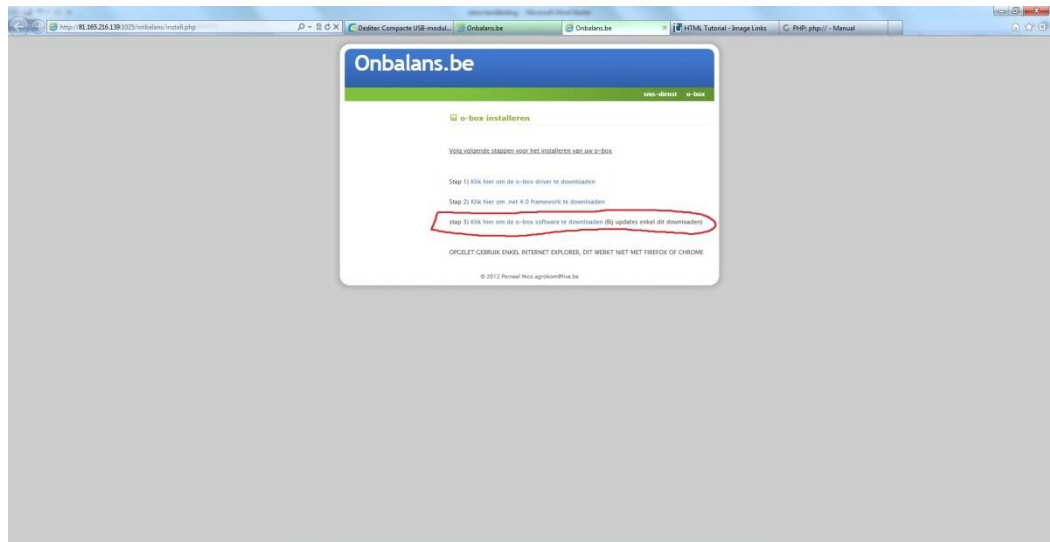 http://81.165.216.139:8025/onbalans/install.php
Deditec Compacte USB-modul...
Onbalans.be
Onbalans.be
HTML Tutorial - Image Links
PHP: php:// - Manual
Onbalans.be
uws-dienst o-box
o-box installeren
Volg volgende stappen voor het installeren van uw o-box
Stap 1) Klik hier om de o-box driver te downloaden
Stap 2) Klik hier om .net 4.0 framework te downloaden
stap 3) Klik hier om de o-box software te downloaden (Bij updates enkel dit downloaden)
OPGELET:GEBRUIK ENKEL INTERNET EXPLORER, DIT WERKT NIET MET FIREFOX OF CHROME
© 2012 Perneel Nico agrokom@live.be